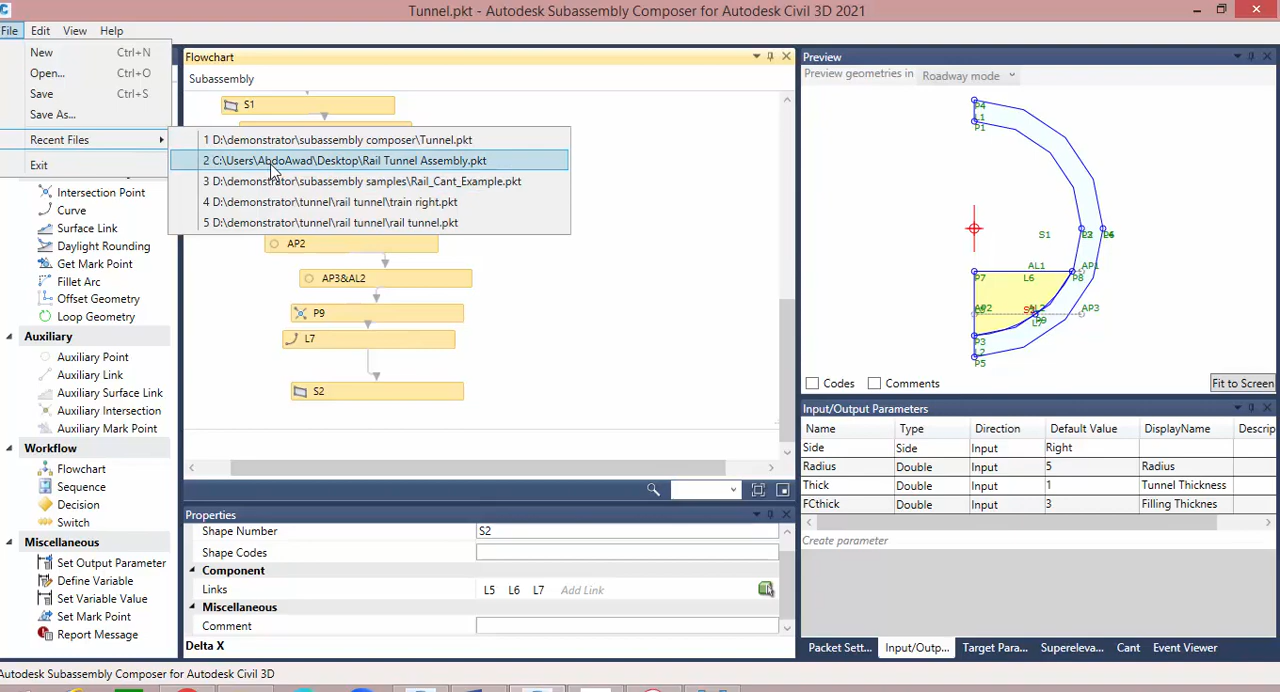 Tunnel.pkt - Autodesk Subassembly Composer for Autodesk Civil 3D 2021
File Edit View Help
New Ctrl+N
Open... Ctrl+O
Save Ctrl+S
Save As...
Recent Files
Exit
1 D:\demonstrator\subassembly composer\Tunnel.pkt
2 C:\Users\AbdoAwad\Desktop\Rail Tunnel Assembly.pkt
3 D:\demonstrator\subassembly samples\Rail_Cant_Example.pkt
4 D:\demonstrator\tunnel\rail tunnel\train right.pkt
5 D:\demonstrator\tunnel\rail tunnel\rail tunnel.pkt
Intersection Point
Curve
Surface Link
Daylight Rounding
Get Mark Point
Fillet Arc
Offset Geometry
Loop Geometry
Auxiliary
Auxiliary Point
Auxiliary Link
Auxiliary Surface Link
Auxiliary Intersection
Auxiliary Mark Point
Workflow
Flowchart
Sequence
Decision
Switch
Miscellaneous
Set Output Parameter
Define Variable
Set Variable Value
Set Mark Point
Report Message
Flowchart
Subassembly
S1
AP2
AP3&AL2
P9
L7
S2
Properties
Shape Number S2
Shape Codes
Component
Links L5 L6 L7 Add Link
Miscellaneous
Comment
Delta X
Preview
Preview geometries in Roadway mode
P4
L1
P1
S1
AL1 AP1
P7 L6 P8
AP2 AL2 AP3
P9
L7
P3
L2
P5
Codes Comments Fit to Screen
Input/Output Parameters
Name Type Direction Default Value DisplayName Descrip
Side Side Input Right
Radius Double Input 5 Radius
Thick Double Input 1 Tunnel Thickness
FCthick Double Input 3 Filling Thicknes
Create parameter
Packet Sett... Input/Outp... Target Para... Supereleva... Cant Event Viewer
Autodesk Subassembly Composer for Autodesk Civil 3D